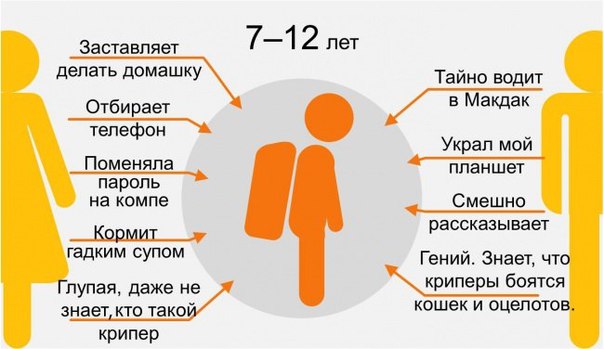 7–12 лет
Заставляет
делать домашку
Отбирает
телефон
Поменяла
пароль
на компе
Кормит
гадким супом
Глупая, даже не
знает,кто такой
крипер
Тайно водит
в Макдак
Украл мой
планшет
Смешно
рассказывает
Гений. Знает, что
криперы боятся
кошек и оцелотов.